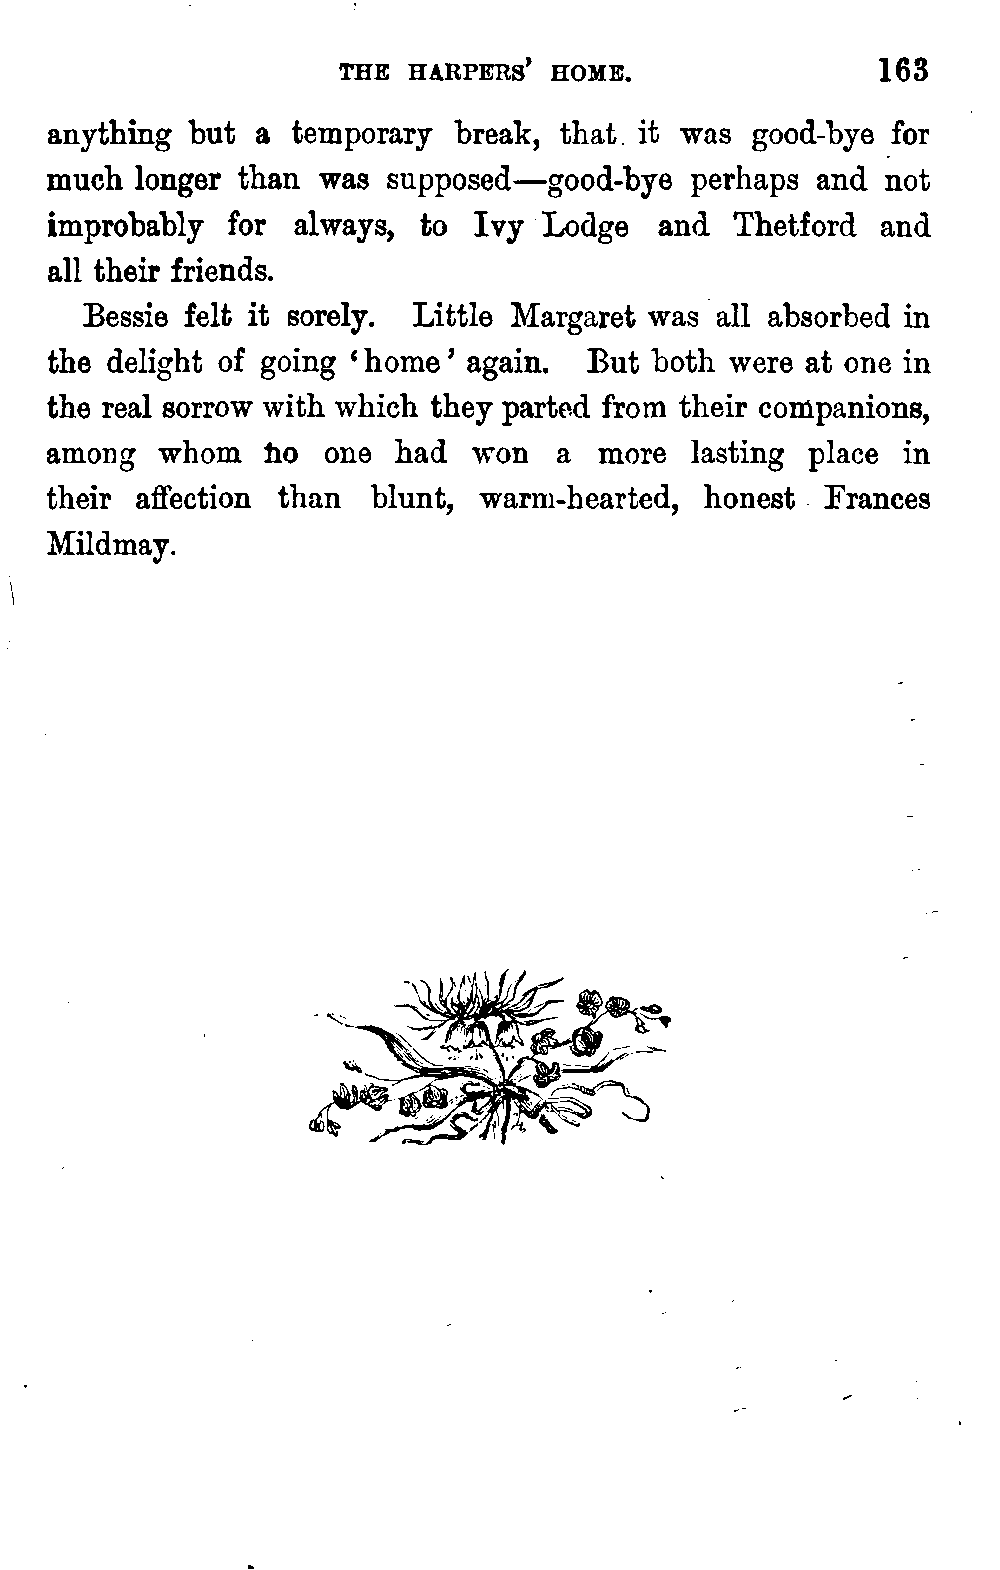 THE HARPERS' HOME. 163
anything but a temporary break, that it was good-bye for
much longer than was supposed—good-bye perhaps and not
improbably for always, to Ivy Lodge and Thetford and
all their friends.
Bessie felt it sorely. Little Margaret was all absorbed in
the delight of going ‘home’ again. But both were at one in
the real sorrow with which they parted from their companions,
among whom no one had won a more lasting place in
their affection than blunt, warm-hearted, honest Frances
Mildmay.